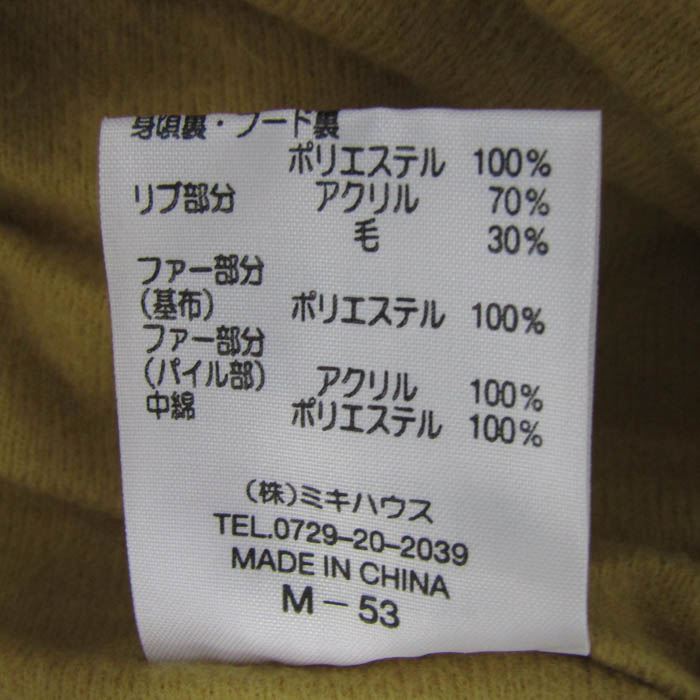 身頃裏・フード裏
ポリエステル 100%
リブ部分 アクリル 70%
毛 30%
ファー部分
(基布) ポリエステル 100%
ファー部分
(パイル部) アクリル 100%
中綿 ポリエステル 100%
(株)ミキハウス
TEL.0729-20-2039
MADE IN CHINA
M-53